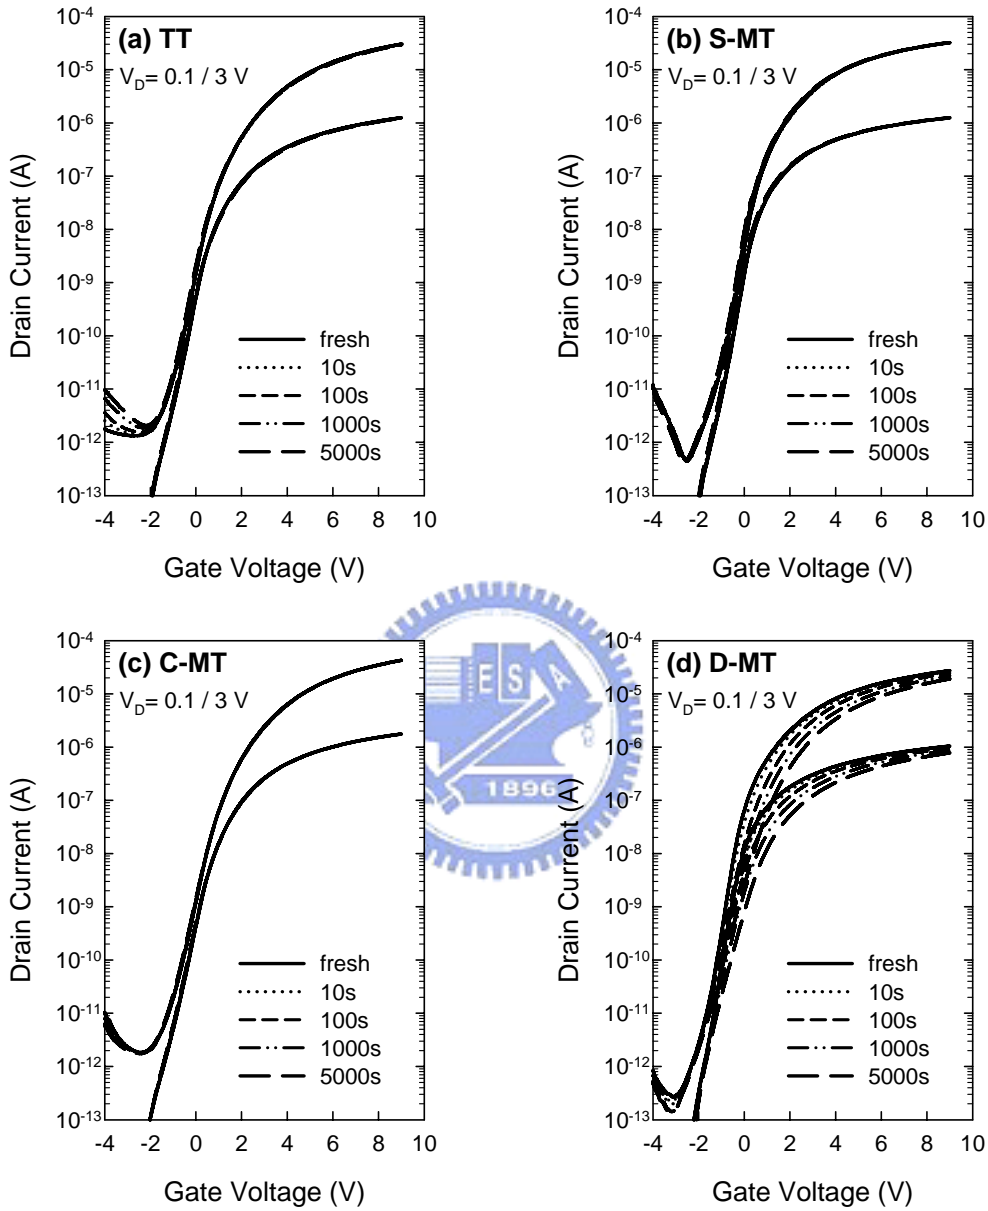 (a) TT
V_D= 0.1 / 3 V
10^-4
10^-5
10^-6
10^-7
10^-8
10^-9
10^-10
10^-11
10^-12
10^-13
Drain Current (A)
fresh
10s
100s
1000s
5000s
-4 -2 0 2 4 6 8 10
Gate Voltage (V)
(b) S-MT
V_D= 0.1 / 3 V
10^-4
10^-5
10^-6
10^-7
10^-8
10^-9
10^-10
10^-11
10^-12
10^-13
Drain Current (A)
fresh
10s
100s
1000s
5000s
-4 -2 0 2 4 6 8 10
Gate Voltage (V)
(c) C-MT
V_D= 0.1 / 3 V
10^-4
10^-5
10^-6
10^-7
10^-8
10^-9
10^-10
10^-11
10^-12
10^-13
Drain Current (A)
fresh
10s
100s
1000s
5000s
-4 -2 0 2 4 6 8 10
Gate Voltage (V)
E S A
1896
(d) D-MT
V_D= 0.1 / 3 V
10^-4
10^-5
10^-6
10^-7
10^-8
10^-9
10^-10
10^-11
10^-12
10^-13
Drain Current (A)
fresh
10s
100s
1000s
5000s
-4 -2 0 2 4 6 8 10
Gate Voltage (V)